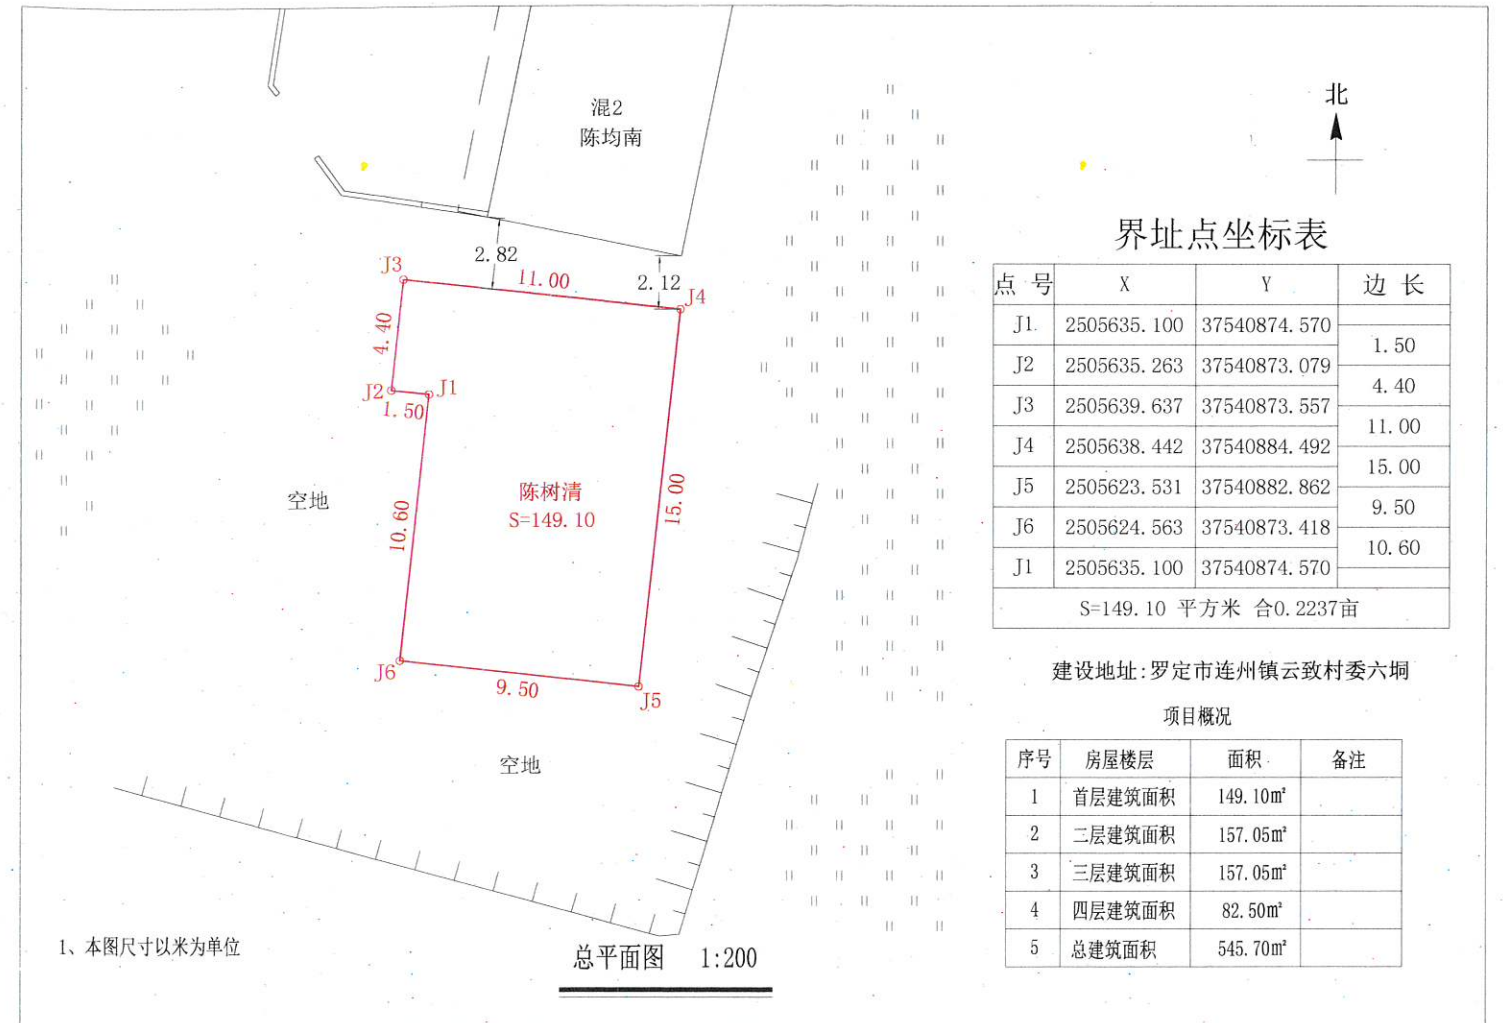 北
混2
陈均南
2.82
2.12
J3
11.00
J4
4.40
J2
J1
1.50
陈树清
S=149.10
15.00
10.60
空地
J6
9.50
J5
空地
1、本图尺寸以米为单位
总平面图 1:200
界址点坐标表
点 号 X Y 边 长
J1 2505635.100 37540874.570
1.50
J2 2505635.263 37540873.079
4.40
J3 2505639.637 37540873.557
11.00
J4 2505638.442 37540884.492
15.00
J5 2505623.531 37540882.862
9.50
J6 2505624.563 37540873.418
10.60
J1 2505635.100 37540874.570
S=149.10 平方米 合0.2237亩
建设地址:罗定市连州镇云致村委六垌
项目概况
序号 房屋楼层 面积 备注
1 首层建筑面积 149.10m²
2 二层建筑面积 157.05m²
3 三层建筑面积 157.05m²
4 四层建筑面积 82.50m²
5 总建筑面积 545.70m²